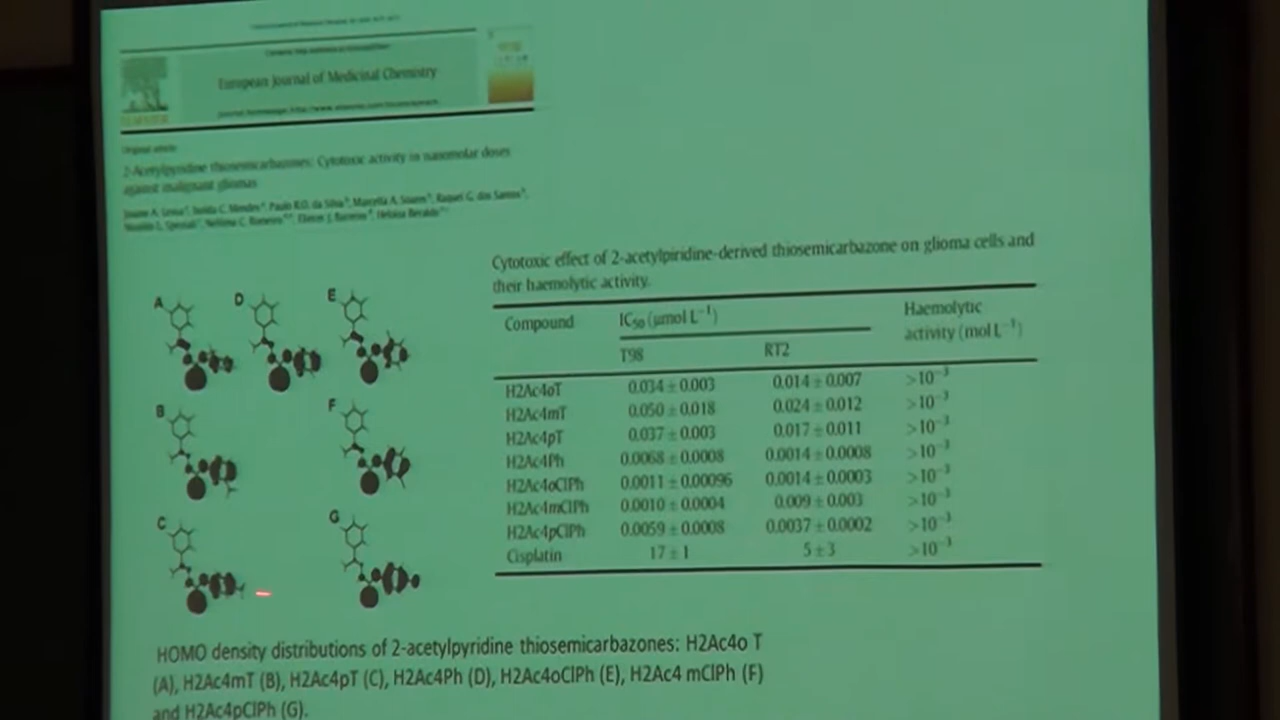 European Journal of Medicinal Chemistry
Original article
2-Acetylpyridine thiosemicarbazones: Cytotoxic activity in nanomolar doses
against malignant gliomas
Cytotoxic effect of 2-acetylpiridine-derived thiosemicarbazone on glioma cells and
their haemolytic activity.
Compound IC50 (μmol L−1) Haemolytic
activity (mol L−1)
T98 RT2
H2Ac4oT 0.034 ± 0.003 0.014 ± 0.007 >10−3
H2Ac4mT 0.050 ± 0.018 0.024 ± 0.012 >10−3
H2Ac4pT 0.037 ± 0.003 0.017 ± 0.011 >10−3
H2Ac4Ph 0.0068 ± 0.0008 0.0014 ± 0.0008 >10−3
H2Ac4oClPh 0.0011 ± 0.00096 0.0014 ± 0.0003 >10−3
H2Ac4mClPh 0.0010 ± 0.0004 0.009 ± 0.003 >10−3
H2Ac4pClPh 0.0059 ± 0.0008 0.0037 ± 0.0002 >10−3
Cisplatin 17 ± 1 5 ± 3 >10−3
A D E
B F
C G
HOMO density distributions of 2-acetylpyridine thiosemicarbazones: H2Ac4o T
(A), H2Ac4mT (B), H2Ac4pT (C), H2Ac4Ph (D), H2Ac4oClPh (E), H2Ac4 mClPh (F)
and H2Ac4pClPh (G).